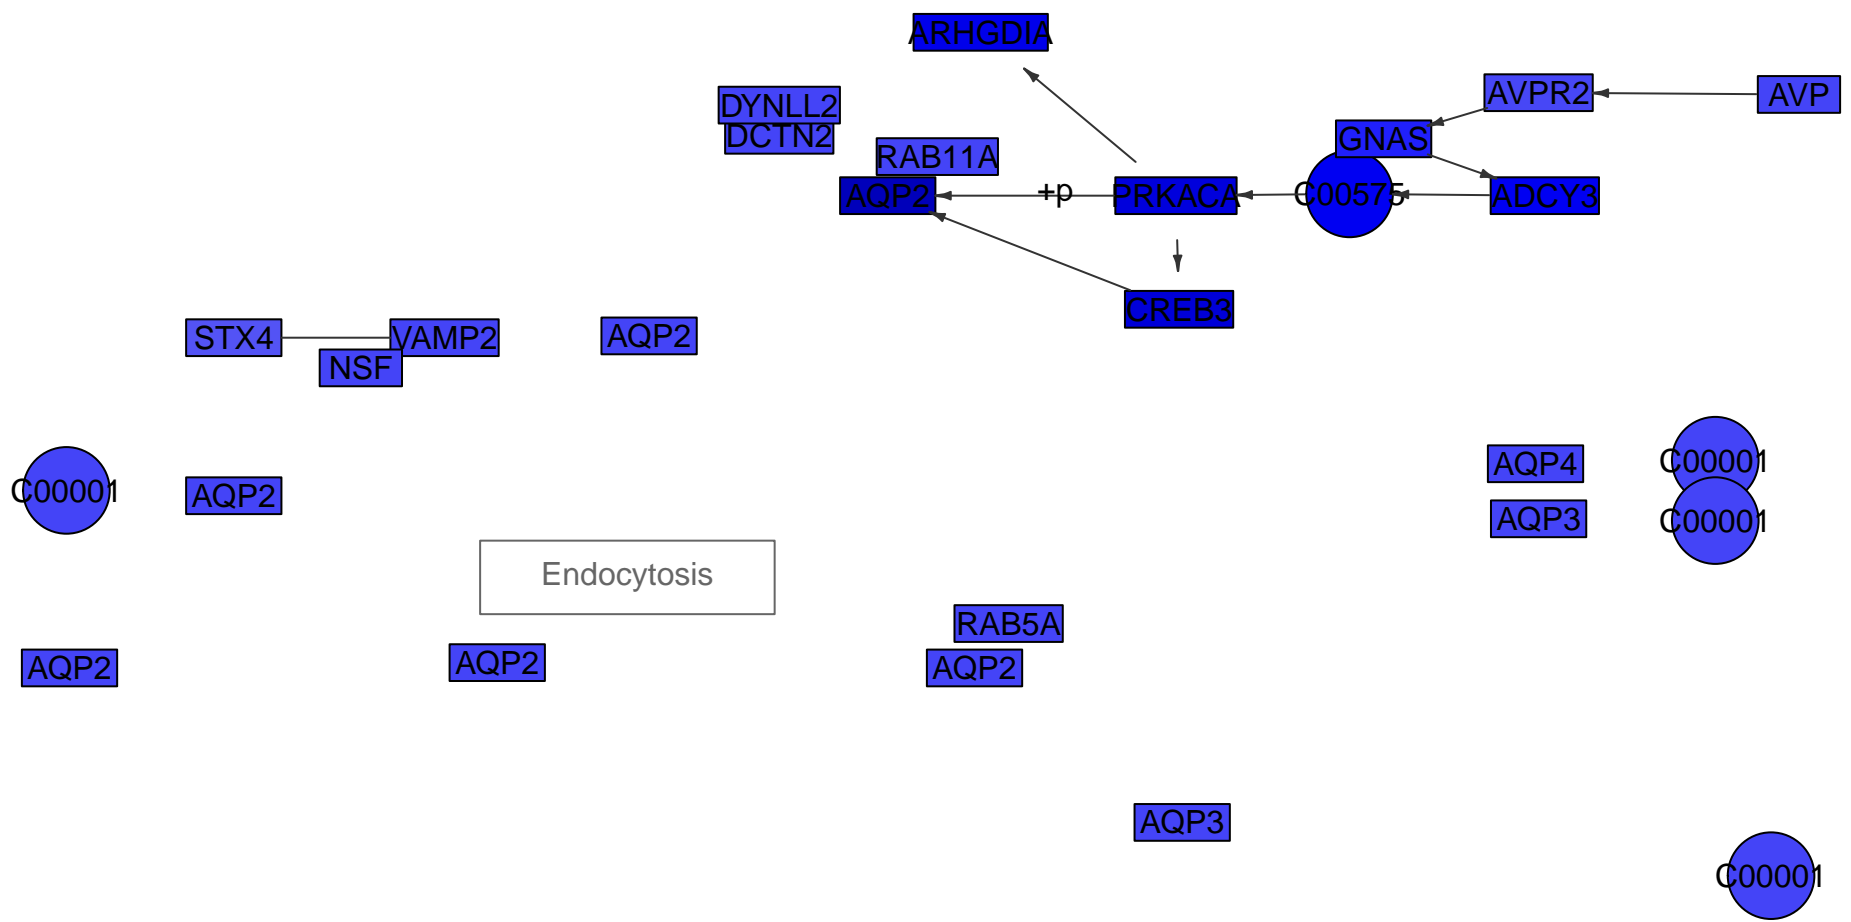 ARHGDIA
DYNLL2
AVPR2
AVP
DCTN2
GNAS
RAB11A
AQP2
+p
PRKACA
C00575
ADCY3
CREB3
STX4
VAMP2
AQP2
NSF
C00001
AQP2
AQP4
C00001
AQP3
C00001
Endocytosis
RAB5A
AQP2
AQP2
AQP2
AQP3
C00001